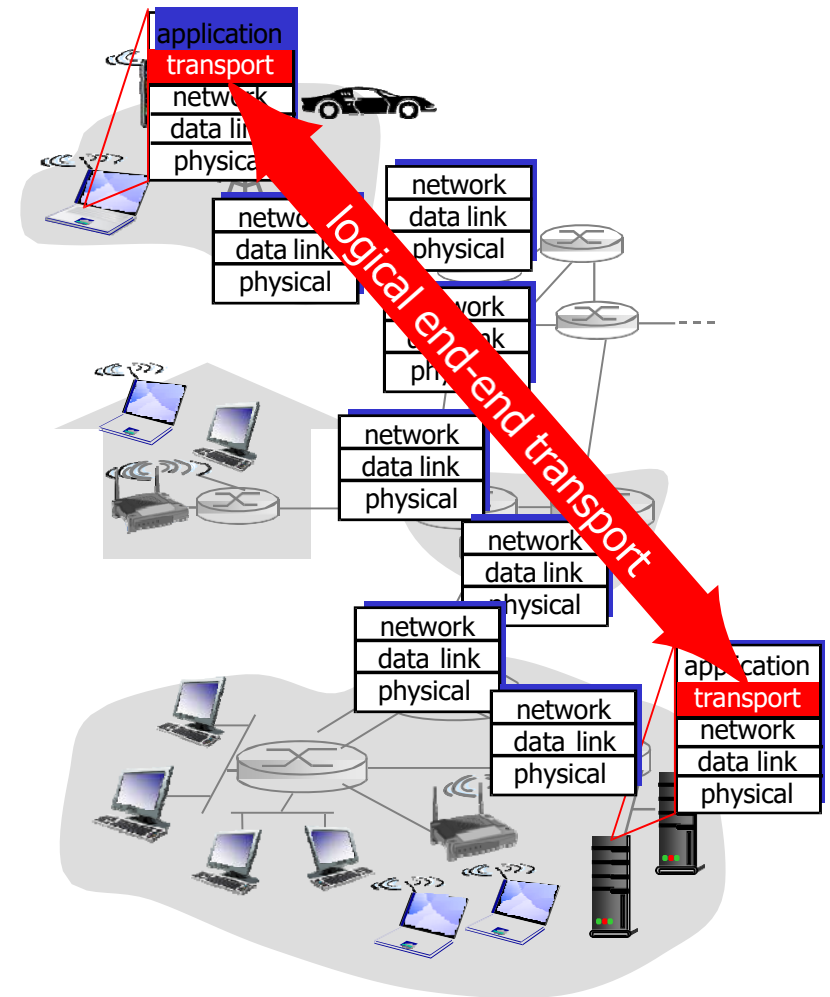 application
transport
network
data link
physical
network
data link
physical
network
data link
physical
logical end-end transport
network
data link
physical
network
data link
physical
network
data link
physical
network
data link
physical
application
transport
network
data link
physical